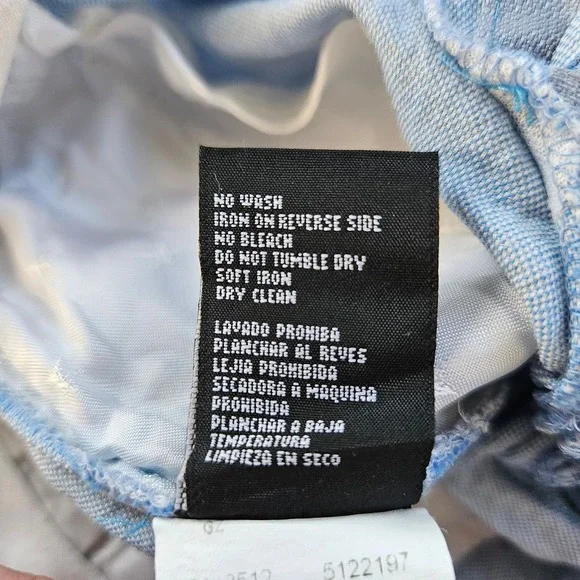 NO WASH
IRON ON REVERSE SIDE
NO BLEACH
DO NOT TUMBLE DRY
SOFT IRON
DRY CLEAN
LAVADO PROHIBA
PLANCHAR AL REVES
LEJIA PROHIBIDA
SECADORA A MAQUINA
PROHIBIDA
PLANCHAR A BAJA
TEMPERATURA
LIMPIEZA EN SECO
5122197